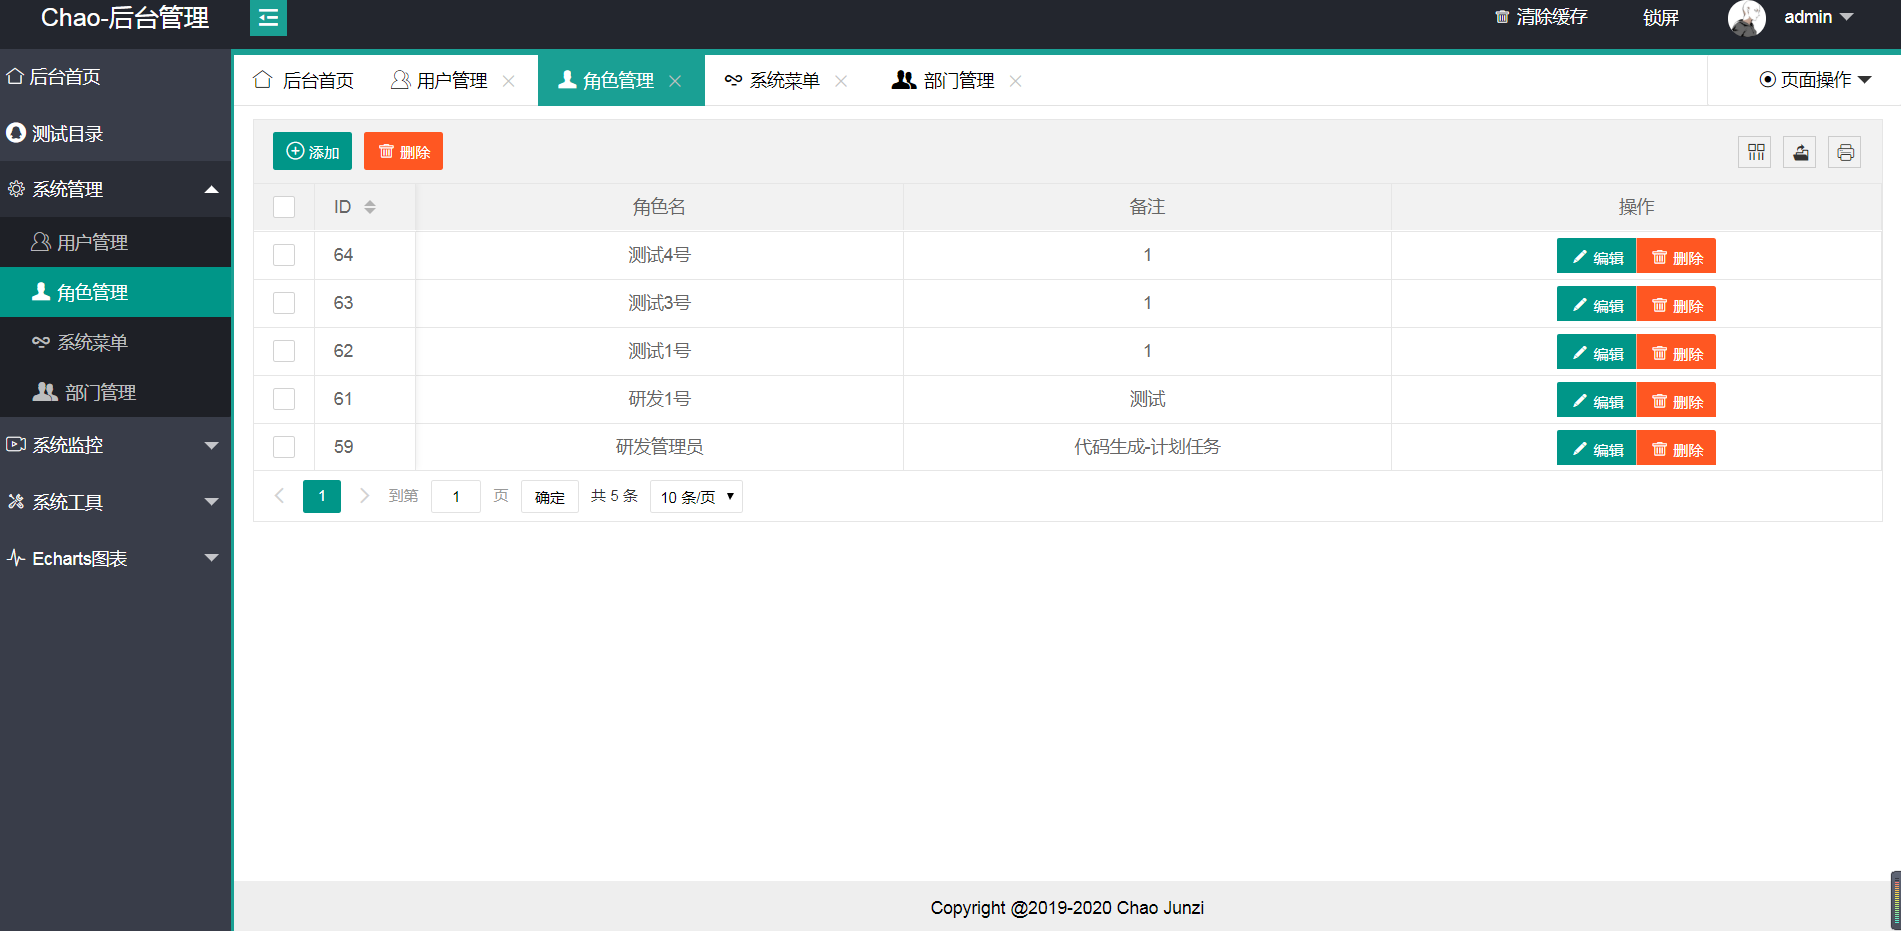 Chao-后台管理
清除缓存 锁屏 admin
后台首页
测试目录
系统管理
用户管理
角色管理
系统菜单
部门管理
系统监控
系统工具
Echarts图表
后台首页 用户管理 角色管理 系统菜单 部门管理 页面操作
添加 删除
ID 角色名 备注 操作
64 测试4号 1 编辑 删除
63 测试3号 1 编辑 删除
62 测试1号 1 编辑 删除
61 研发1号 测试 编辑 删除
59 研发管理员 代码生成-计划任务 编辑 删除
1 到第 1 页 确定 共 5 条 10 条/页
Copyright @2019-2020 Chao Junzi